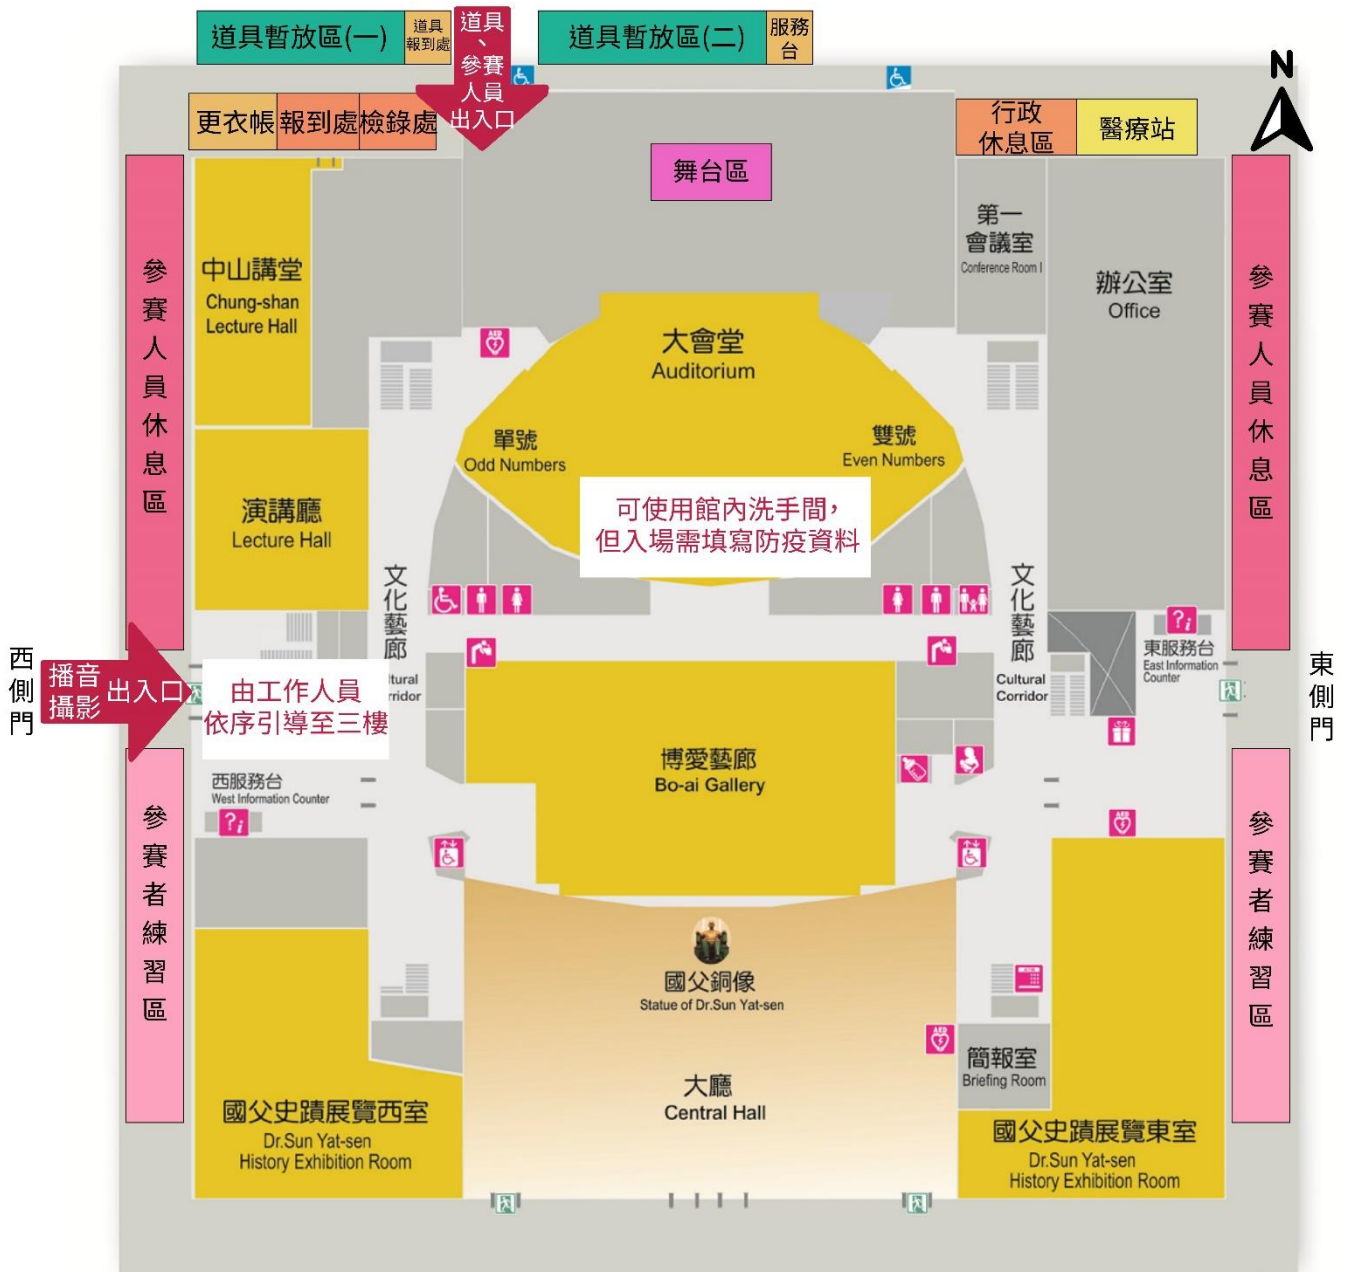 道具暫放區(一)
道具
報到處
道具
、
參賽
人員
出入口
道具暫放區(二)
服務
台
N
更衣帳
報到處
檢錄處
行政
休息區
醫療站
舞台區
參賽人員休息區
中山講堂
Chung-shan
Lecture Hall
第一
會議室
Conference Room I
辦公室
Office
參賽人員休息區
AED
大會堂
Auditorium
單號
Odd Numbers
雙號
Even Numbers
演講廳
Lecture Hall
可使用館內洗手間,
但入場需填寫防疫資料
文化藝廊
ltural
rridor
文化藝廊
Cultural
Corridor
?i
東服務台
East Information
Counter
西側門
播音
攝影
出入口
由工作人員
依序引導至三樓
東側門
博愛藝廊
Bo-ai Gallery
西服務台
West Information Counter
?i
AED
參賽者練習區
參賽者練習區
國父銅像
Statue of Dr.Sun Yat-sen
AED
簡報室
Briefing Room
大廳
Central Hall
國父史蹟展覽西室
Dr.Sun Yat-sen
History Exhibition Room
國父史蹟展覽東室
Dr.Sun Yat-sen
History Exhibition Room